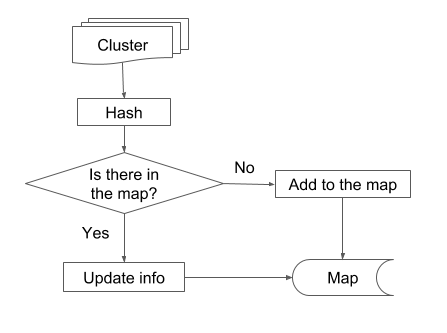 Cluster
Hash
Is there in
the map?
No
Add to the map
Yes
Update info
Map